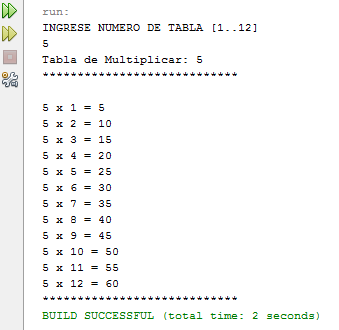 run:
INGRESE NUMERO DE TABLA [1..12]
5
Tabla de Multiplicar: 5
****************************
5 x 1 = 5
5 x 2 = 10
5 x 3 = 15
5 x 4 = 20
5 x 5 = 25
5 x 6 = 30
5 x 7 = 35
5 x 8 = 40
5 x 9 = 45
5 x 10 = 50
5 x 11 = 55
5 x 12 = 60
****************************
BUILD SUCCESSFUL (total time: 2 seconds)